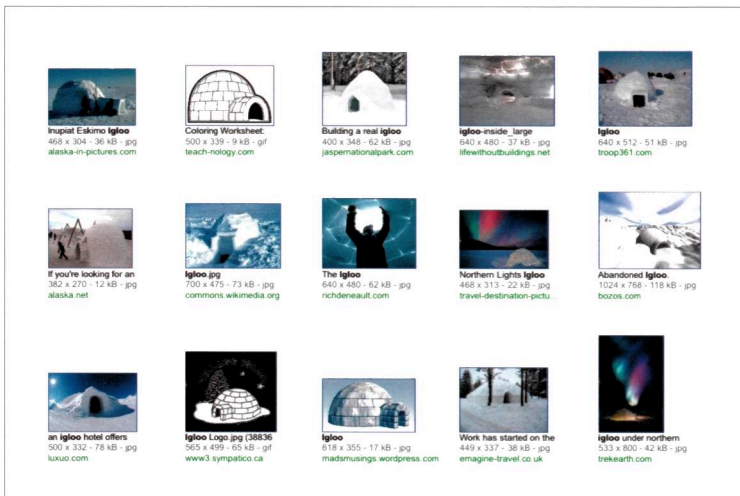 Inupiat Eskimo Igloo
468 x 304 - 36 kB - jpg
alaska-in-pictures.com
Coloring Worksheet:
500 x 339 - 9 kB - gif
teach-nology.com
Building a real igloo
400 x 348 - 62 kB - jpg
jaspernationalpark.com
igloo-inside_large
640 x 480 - 37 kB - jpg
lifewithoutbuildings.net
Igloo
640 x 512 - 51 kB - jpg
troop361.com
If you're looking for an
382 x 270 - 12 kB - jpg
alaska.net
Igloo.jpg
700 x 475 - 73 kB - jpg
commons.wikimedia.org
The Igloo
640 x 480 - 62 kB - jpg
richdeneault.com
Northern Lights Igloo
468 x 313 - 22 kB - jpg
travel-destination-pictu...
Abandoned Igloo.
1024 x 768 - 118 kB - jpg
bozos.com
an igloo hotel offers
500 x 332 - 78 kB - jpg
luxuo.com
Igloo Logo.jpg (38836
565 x 499 - 65 kB - gif
www3.sympatico.ca
Igloo
618 x 355 - 17 kB - jpg
madsmusings.wordpress.com
Work has started on the
449 x 337 - 38 kB - jpg
emagine-travel.co.uk
igloo under northern
533 x 800 - 42 kB - jpg
trekearth.com